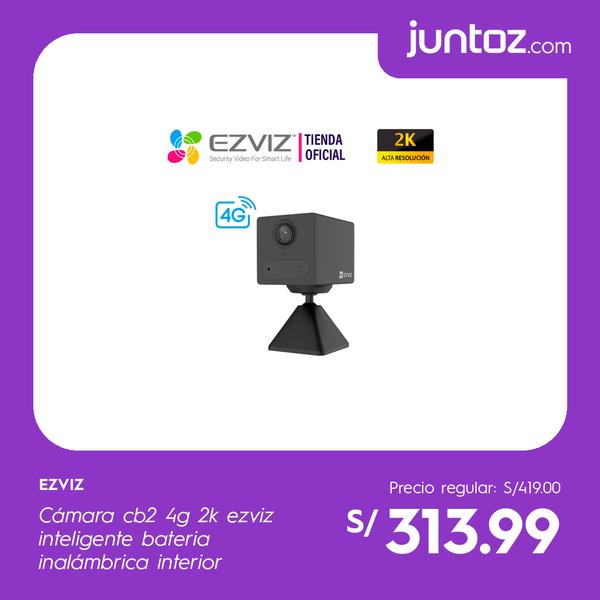 juntoz.com
EZVIZ™ TIENDA OFICIAL
Security Video For Smart Life
2K
ALTA RESOLUCIÓN
4G
EZVIZ
EZVIZ
Cámara cb2 4g 2k ezviz
inteligente bateria
inalámbrica interior
Precio regular: S/419.00
S/ 313.99